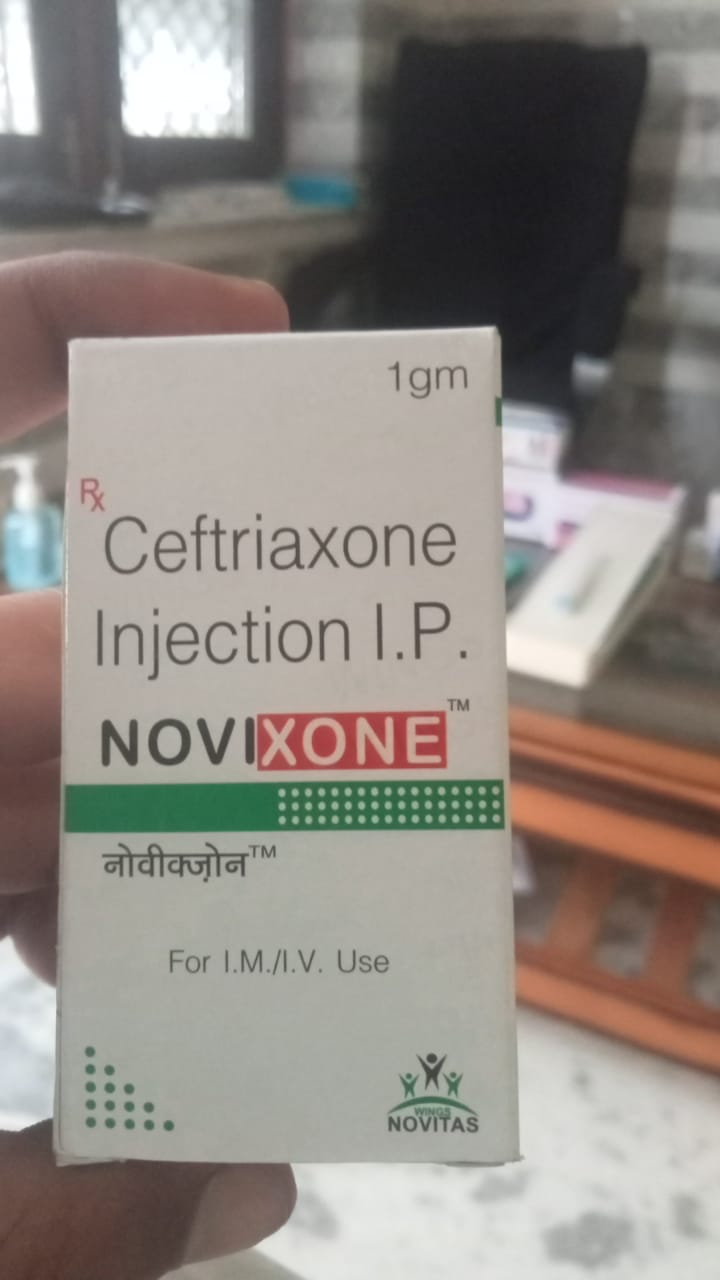 1gm
Rx
Ceftriaxone
Injection I.P.
NOVIXONE™
नोवीक्ज़ोन™
For I.M./I.V. Use
WINGS
NOVITAS